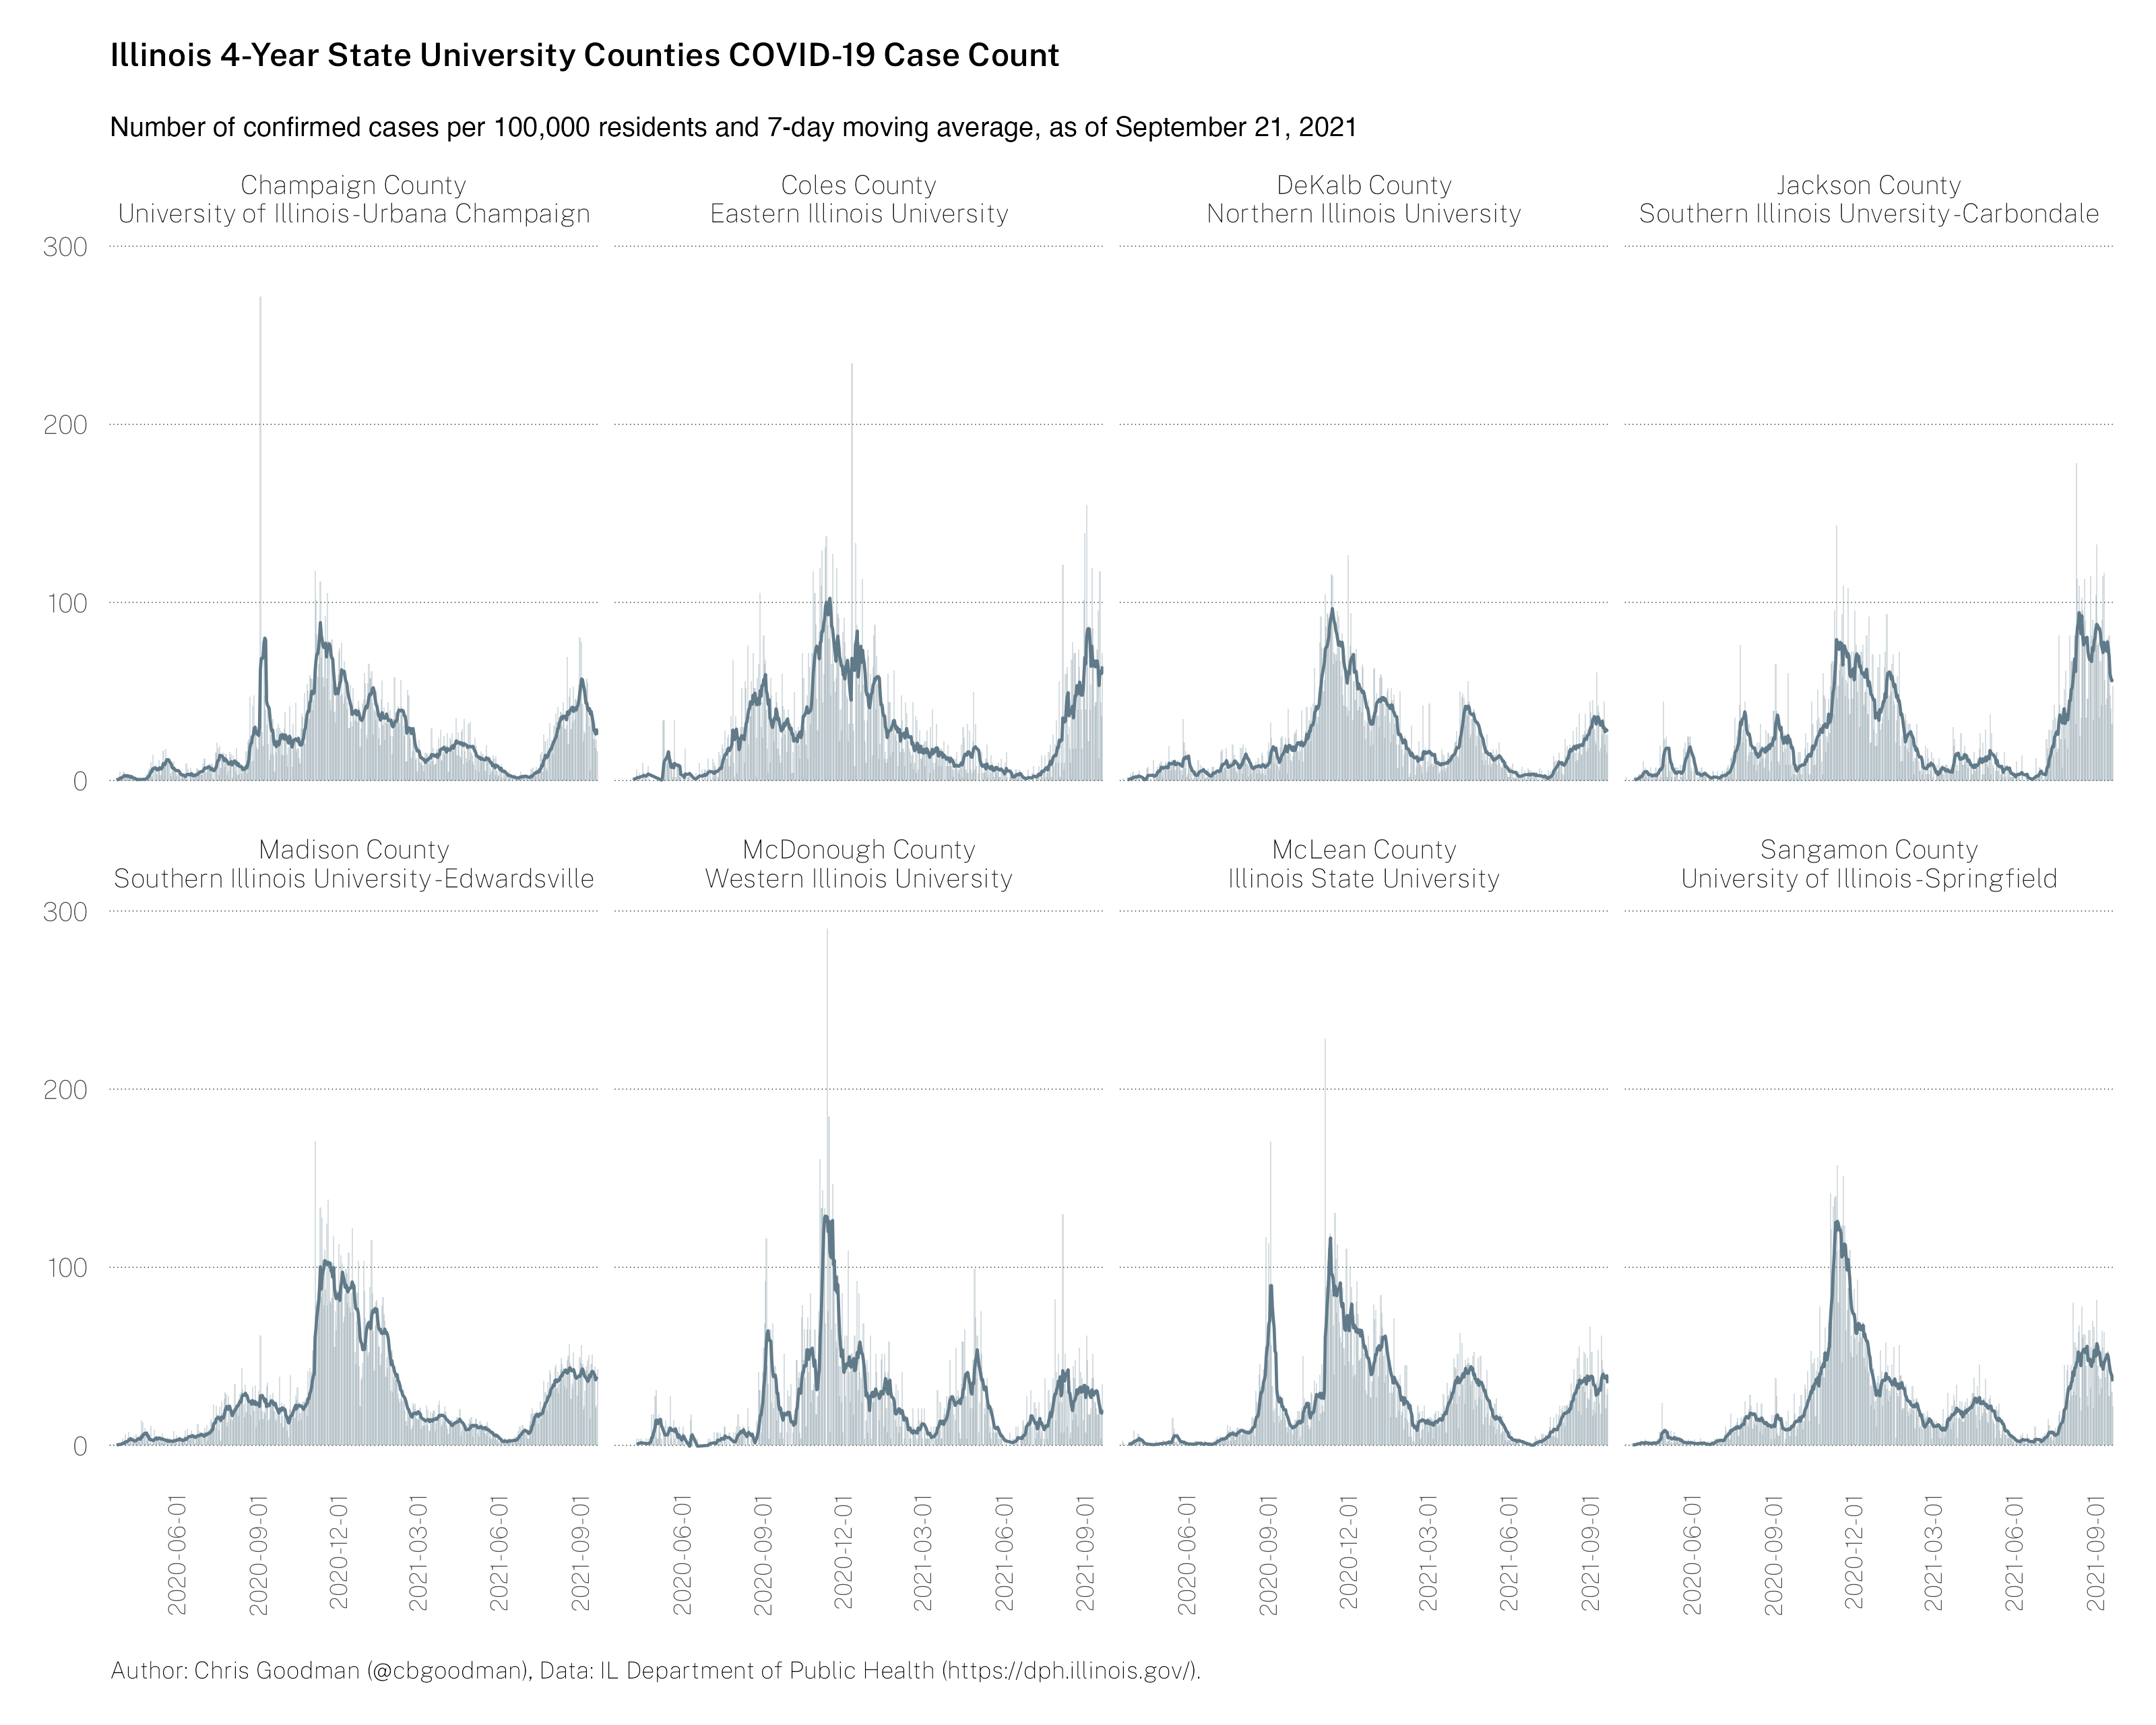 Illinois 4-Year State University Counties COVID-19 Case Count
Number of confirmed cases per 100,000 residents and 7-day moving average, as of September 21, 2021
Champaign County
University of Illinois-Urbana Champaign
Coles County
Eastern Illinois University
DeKalb County
Northern Illinois University
Jackson County
Southern Illinois Unversity-Carbondale
300
200
100
0
Madison County
Southern Illinois University-Edwardsville
McDonough County
Western Illinois University
McLean County
Illinois State University
Sangamon County
University of Illinois-Springfield
300
200
100
0
2020-06-01
2020-09-01
2020-12-01
2021-03-01
2021-06-01
2021-09-01
2020-06-01
2020-09-01
2020-12-01
2021-03-01
2021-06-01
2021-09-01
2020-06-01
2020-09-01
2020-12-01
2021-03-01
2021-06-01
2021-09-01
2020-06-01
2020-09-01
2020-12-01
2021-03-01
2021-06-01
2021-09-01
Author: Chris Goodman (@cbgoodman), Data: IL Department of Public Health (https://dph.illinois.gov/).